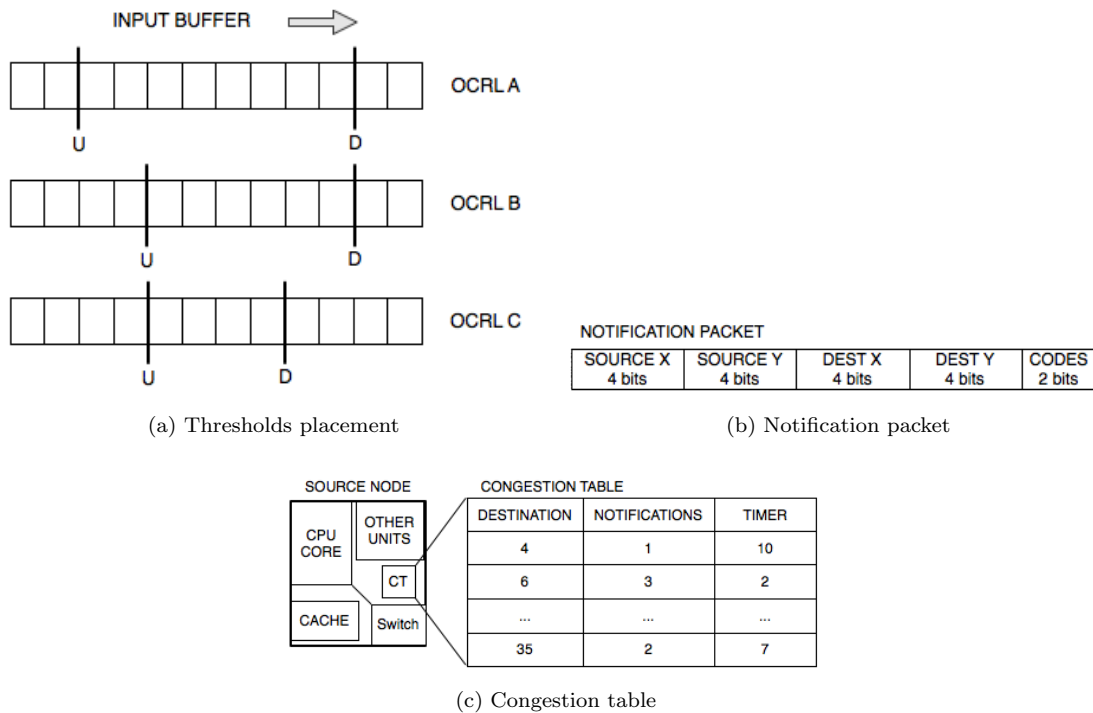 INPUT BUFFER
OCRL A
U D
OCRL B
U D
OCRL C
U D
(a) Thresholds placement
NOTIFICATION PACKET
SOURCE X SOURCE Y DEST X DEST Y CODES
4 bits 4 bits 4 bits 4 bits 2 bits
(b) Notification packet
SOURCE NODE
CPU CORE
OTHER UNITS
CT
CACHE
Switch
CONGESTION TABLE
DESTINATION NOTIFICATIONS TIMER
4 1 10
6 3 2
... ... ...
35 2 7
(c) Congestion table